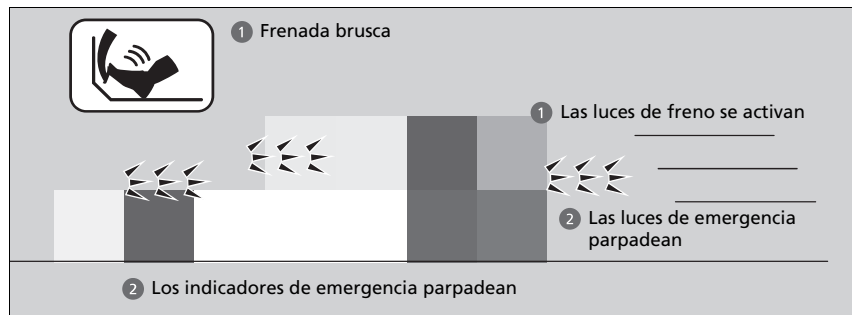 1 Frenada brusca
1 Las luces de freno se activan
2 Las luces de emergencia
parpadean
2 Los indicadores de emergencia parpadean